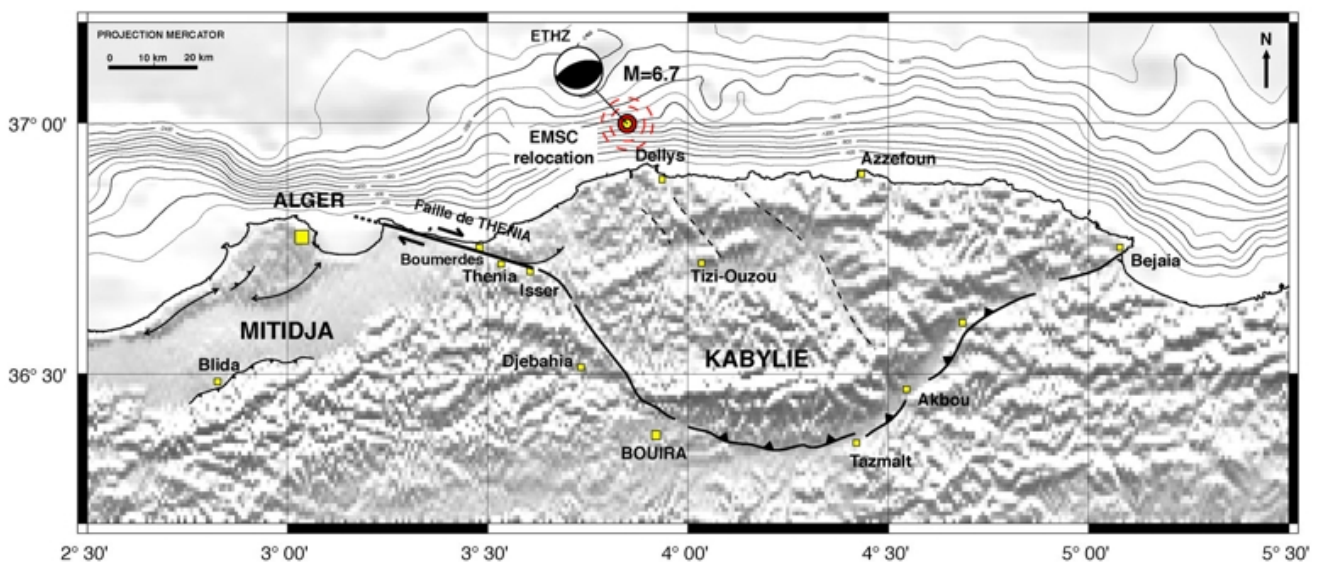 PROJECTION MERCATOR
0 10 km 20 km
ETHZ
M=6.7
N
37° 00'
EMSC
relocation
Dellys
Azzefoun
ALGER
Faille de THENIA
Boumerdes
Thenia
Isser
Tizi-Ouzou
Bejaia
MITIDJA
Blida
Djebahia
KABYLIE
36° 30'
Akbou
BOUIRA
Tazmalt
2° 30' 3° 00' 3° 30' 4° 00' 4° 30' 5° 00' 5° 30'